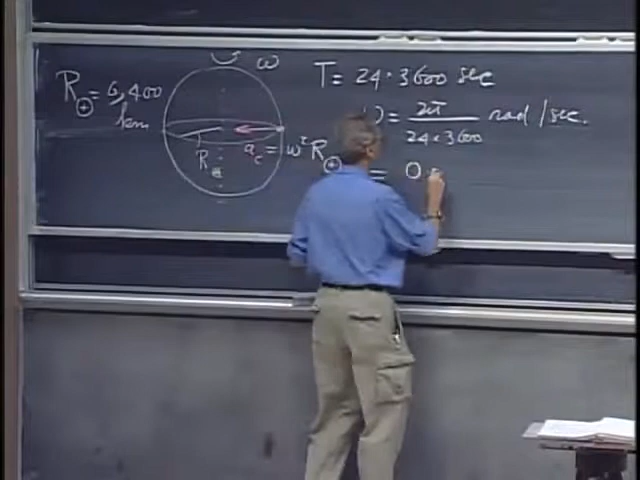 R⊕ = 6,400 km
ω
R⊕
a_c = ω² R⊕
T = 24·3600 sec
= 2π / 24·3600 rad/sec.
= 0